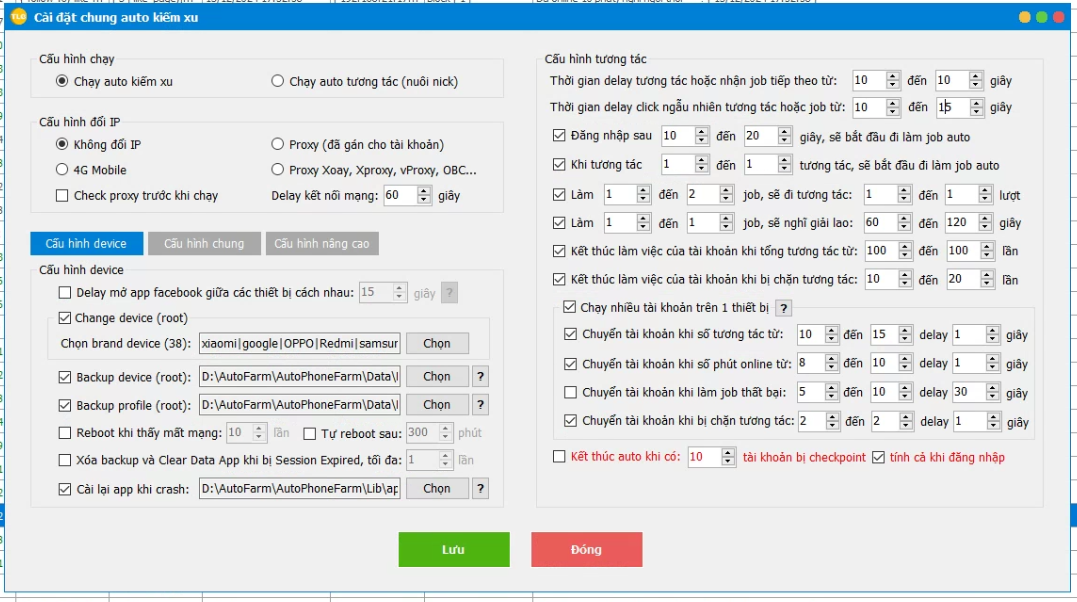 TLO Cài đặt chung auto kiếm xu
Cấu hình chạy
Chạy auto kiếm xu Chạy auto tương tác (nuôi nick)
Cấu hình đổi IP
Không đổi IP Proxy (đã gán cho tài khoản)
4G Mobile Proxy Xoay, Xproxy, vProxy, OBC...
Check proxy trước khi chạy Delay kết nối mạng: 60 giây
Cấu hình device Cấu hình chung Cấu hình nâng cao
Cấu hình device
Delay mở app facebook giữa các thiết bị cách nhau: 15 giây ?
Change device (root)
Chọn brand device (38): xiaomi|google|OPPO|Redmi|samsur Chọn
Backup device (root): D:\AutoFarm\AutoPhoneFarm\Data\ Chọn ?
Backup profile (root): D:\AutoFarm\AutoPhoneFarm\Data\ Chọn ?
Reboot khi thấy mất mạng: 10 lần Tự reboot sau: 300 phút
Xóa backup và Clear Data App khi bị Session Expired, tối đa: 1 lần
Cài lại app khi crash: D:\AutoFarm\AutoPhoneFarm\Lib\ap Chọn ?
Cấu hình tương tác
Thời gian delay tương tác hoặc nhận job tiếp theo từ: 10 đến 10 giây
Thời gian delay click ngẫu nhiên tương tác hoặc job từ: 10 đến 15 giây
Đăng nhập sau 10 đến 20 giây, sẽ bắt đầu đi làm job auto
Khi tương tác 1 đến 1 tương tác, sẽ bắt đầu đi làm job auto
Làm 1 đến 2 job, sẽ đi tương tác: 1 đến 1 lượt
Làm 1 đến 1 job, sẽ nghĩ giải lao: 60 đến 120 giây
Kết thúc làm việc của tài khoản khi tổng tương tác từ: 100 đến 100 lần
Kết thúc làm việc của tài khoản khi bị chặn tương tác: 10 đến 20 lần
Chạy nhiều tài khoản trên 1 thiết bị ?
Chuyển tài khoản khi số tương tác từ: 10 đến 15 delay 1 giây
Chuyển tài khoản khi số phút online từ: 8 đến 10 delay 1 giây
Chuyển tài khoản khi làm job thất bại: 5 đến 10 delay 30 giây
Chuyển tài khoản khi bị chặn tương tác: 2 đến 2 delay 1 giây
Kết thúc auto khi có: 10 tài khoản bị checkpoint tính cả khi đăng nhập
Lưu Đóng